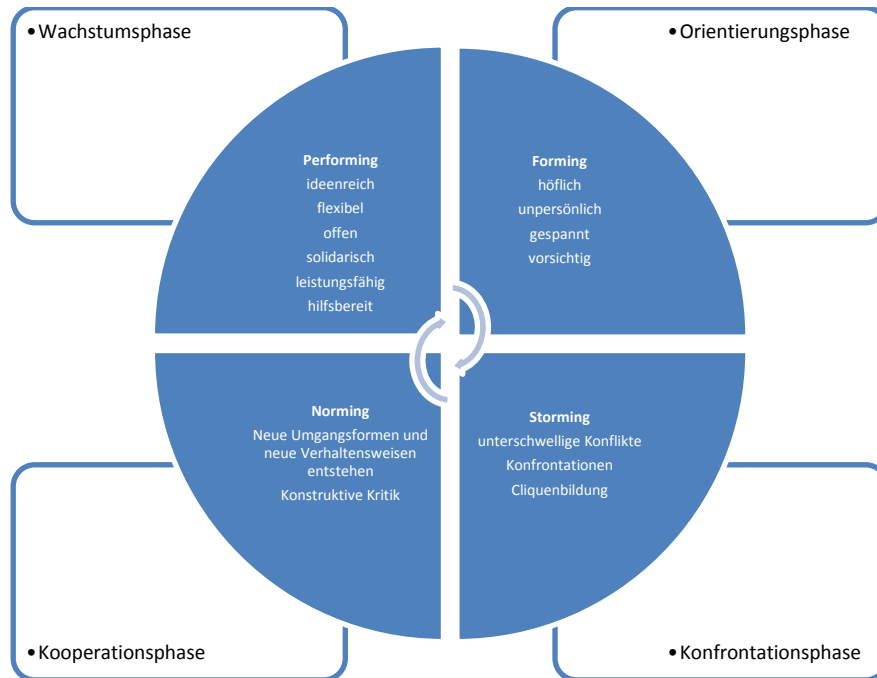 •Wachstumsphase
•Orientierungsphase
Performing
ideenreich
flexibel
offen
solidarisch
leistungsfähig
hilfsbereit
Forming
höflich
unpersönlich
gespannt
vorsichtig
Norming
Neue Umgangsformen und
neue Verhaltensweisen
entstehen
Konstruktive Kritik
Storming
unterschwellige Konflikte
Konfrontationen
Cliquenbildung
•Kooperationsphase
•Konfrontationsphase